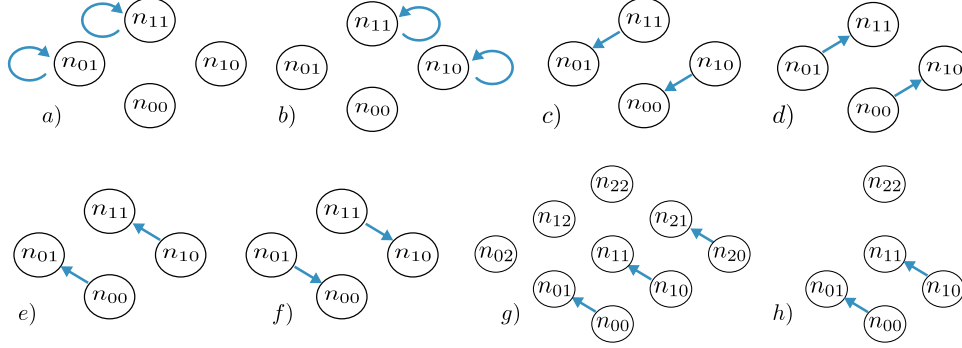 n₁₁ n₁₁ n₁₁ n₁₁
n₀₁ n₁₀ n₀₁ n₁₀ n₀₁ n₁₀ n₀₁ n₁₀
a) n₀₀ b) n₀₀ c) n₀₀ d) n₀₀
n₂₂ n₂₂
n₁₁ n₁₁ n₁₂ n₂₁
n₀₁ n₁₀ n₀₁ n₁₀ n₀₂ n₁₁ n₂₀ n₁₁
n₀₁ n₁₀ n₀₁ n₁₀
e) n₀₀ f) n₀₀ g) n₀₀ h) n₀₀